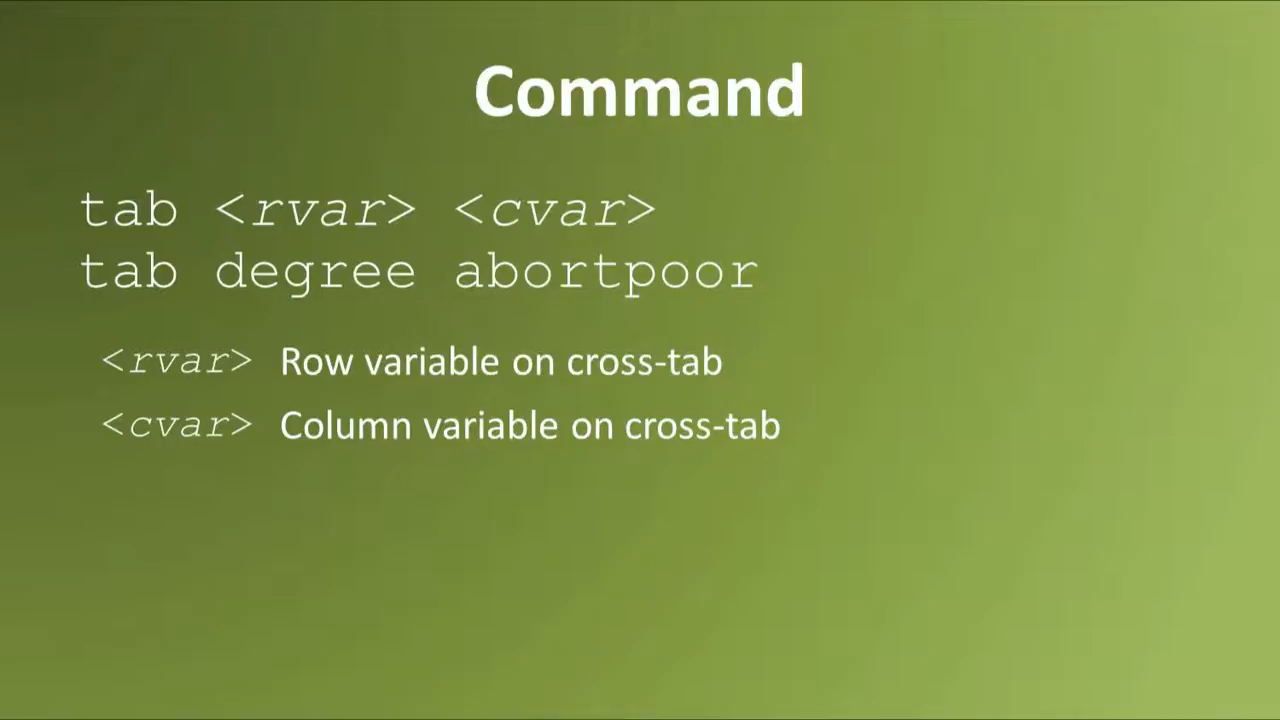 Command
tab <rvar> <cvar>
tab degree abortpoor
<rvar> Row variable on cross-tab
<cvar> Column variable on cross-tab